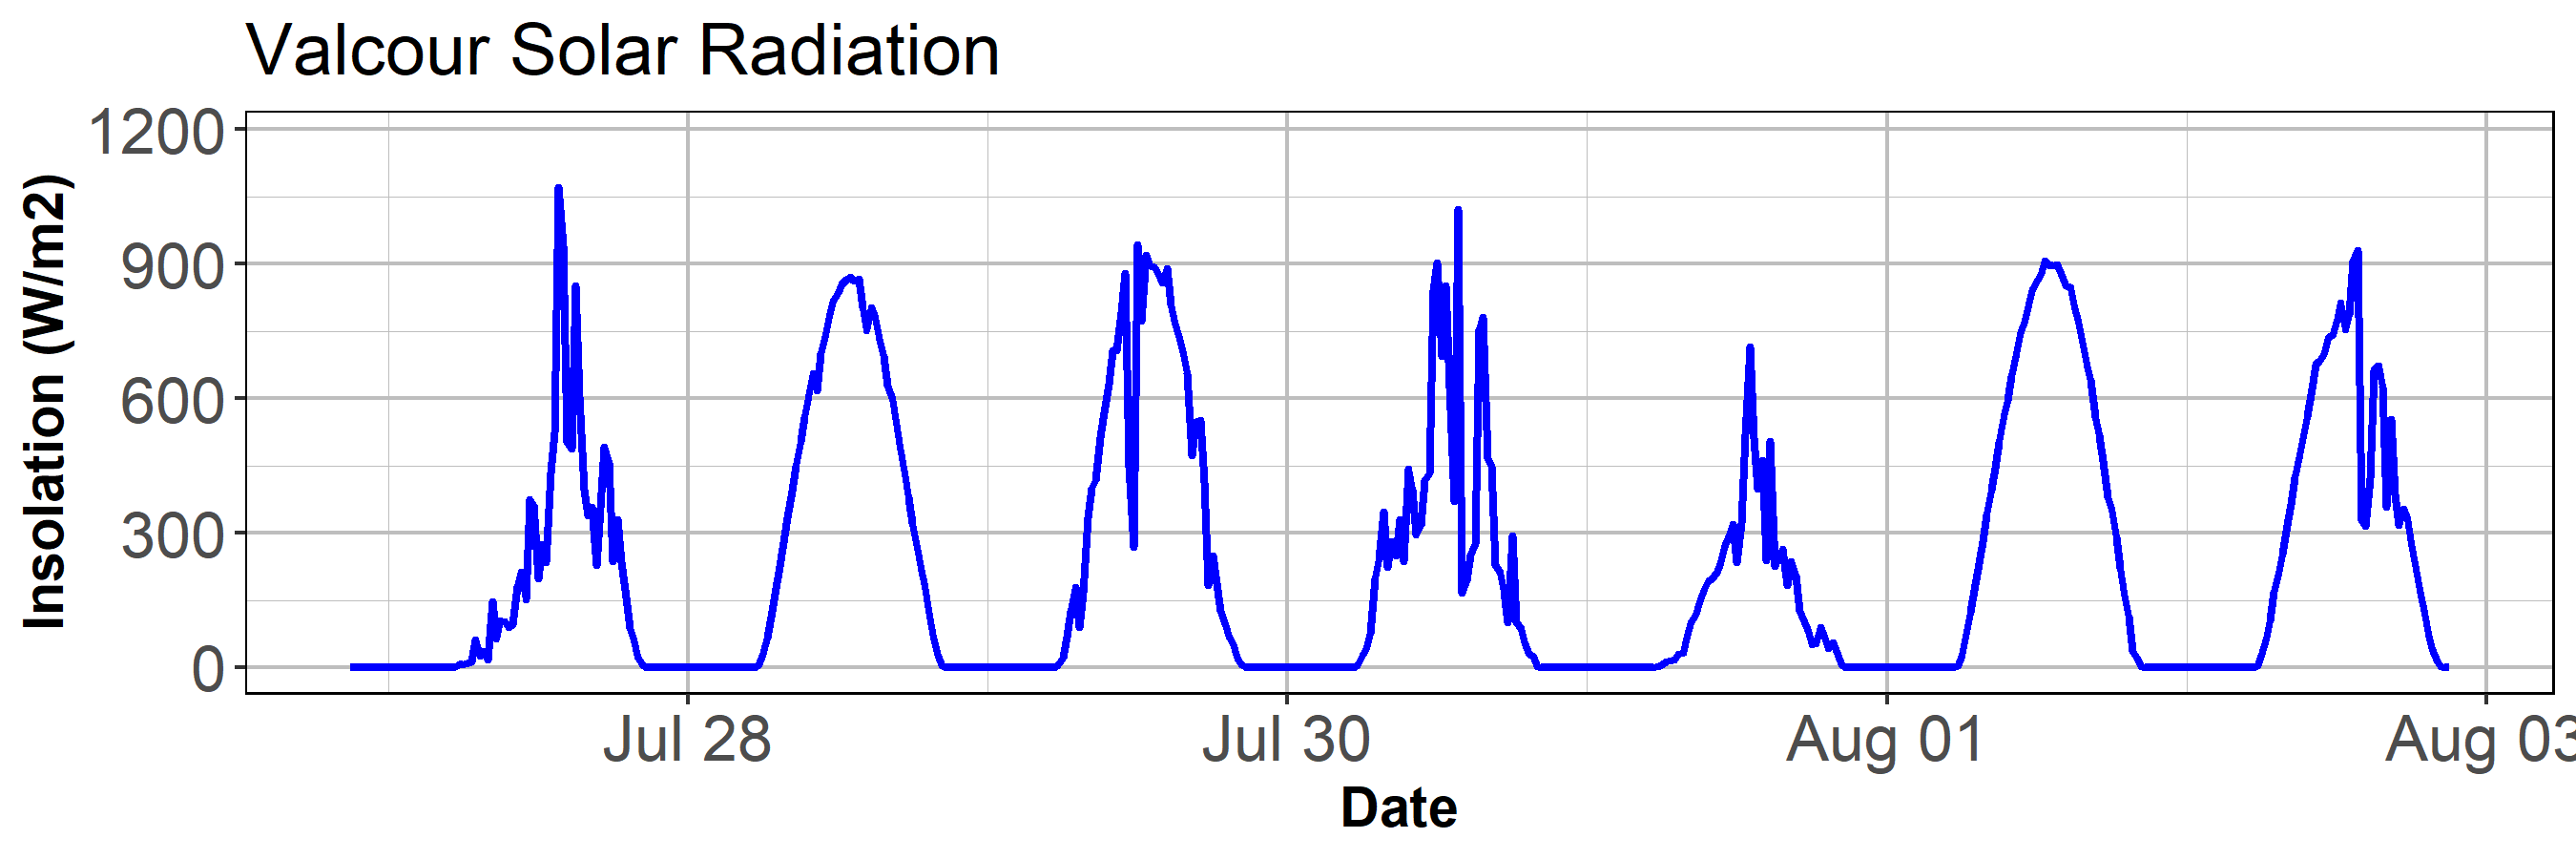 Valcour Solar Radiation
Insolation (W/m2)
1200
900
600
300
0
Jul 28
Jul 30
Aug 01
Aug 03
Date